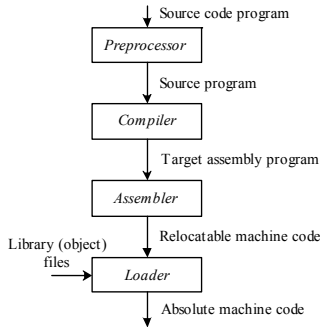 Source code program
Preprocessor
Source program
Compiler
Target assembly program
Assembler
Relocatable machine code
Library (object)
files
Loader
Absolute machine code